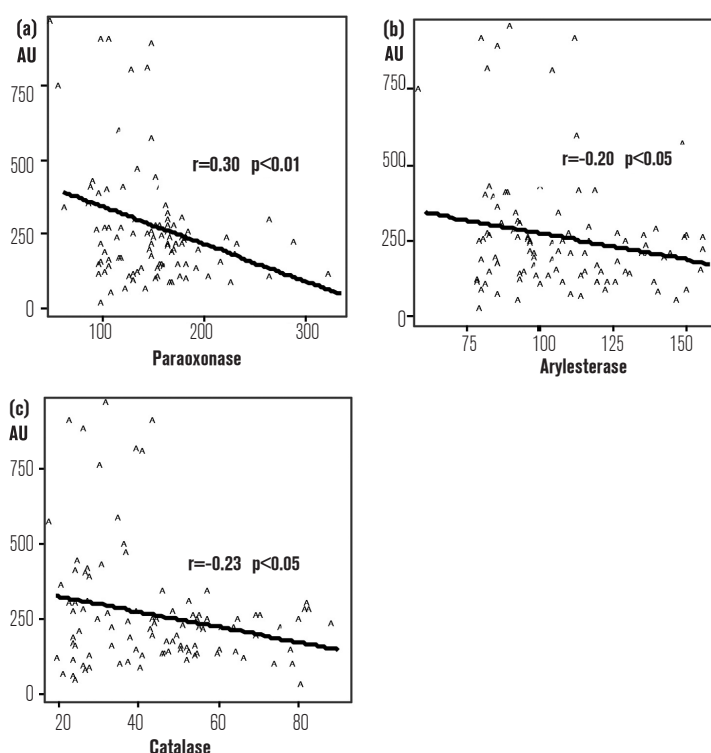 (a)
AU
750
500
250
0
r=0.30 p<0.01
100 200 300
Paraoxonase
(b)
AU
750
500
250
0
r=-0.20 p<0.05
75 100 125 150
Arylesterase
(c)
AU
750
500
250
0
r=-0.23 p<0.05
20 40 60 80
Catalase